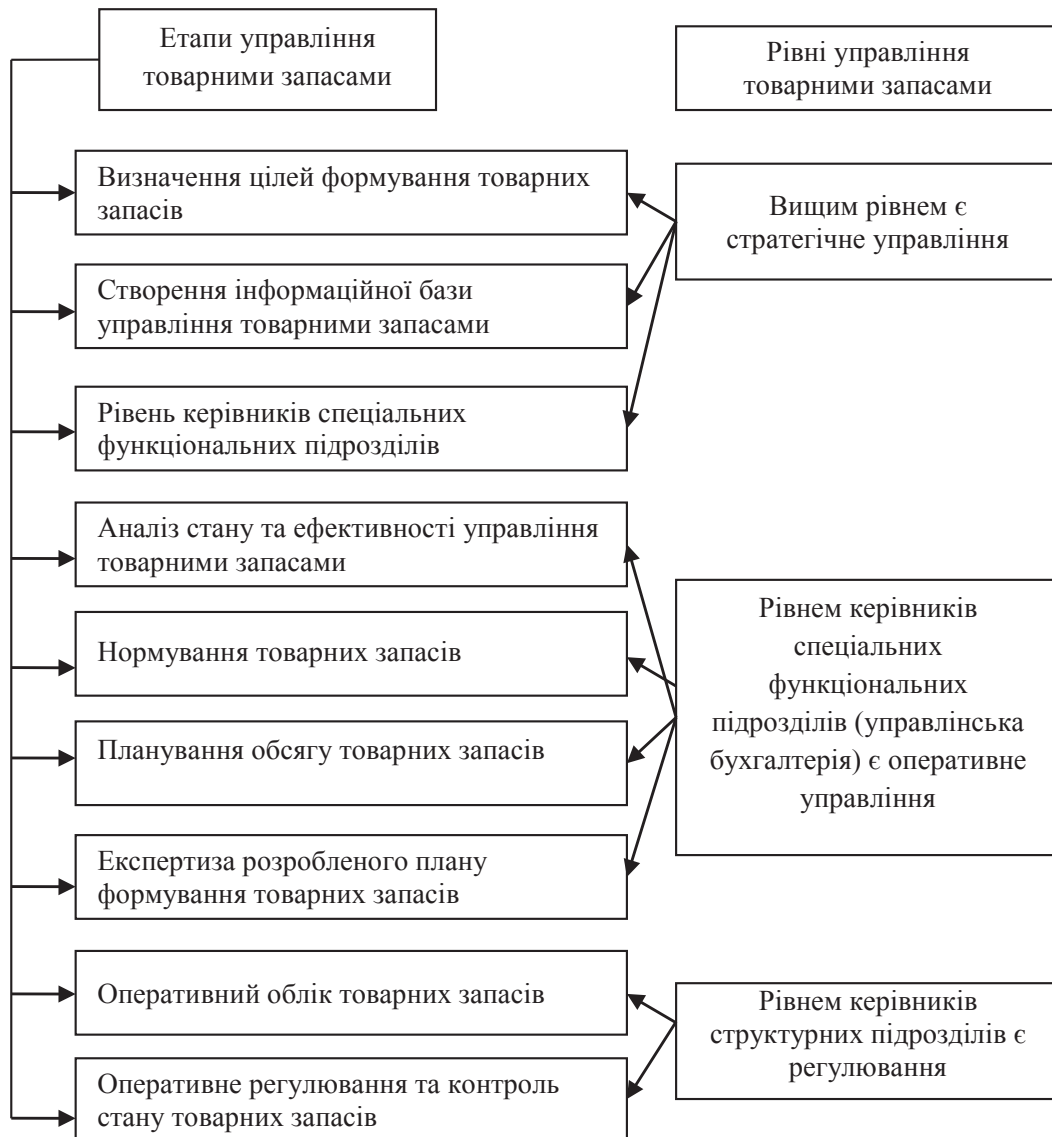 Етапи управління
товарними запасами
Рівні управління
товарними запасами
Визначення цілей формування товарних
запасів
Створення інформаційної бази
управління товарними запасами
Рівень керівників спеціальних
функціональних підрозділів
Аналіз стану та ефективності управління
товарними запасами
Нормування товарних запасів
Планування обсягу товарних запасів
Експертиза розробленого плану
формування товарних запасів
Оперативний облік товарних запасів
Оперативне регулювання та контроль
стану товарних запасів
Вищим рівнем є
стратегічне управління
Рівнем керівників
спеціальних
функціональних
підрозділів (управлінська
бухгалтерія) є оперативне
управління
Рівнем керівників
структурних підрозділів є
регулювання